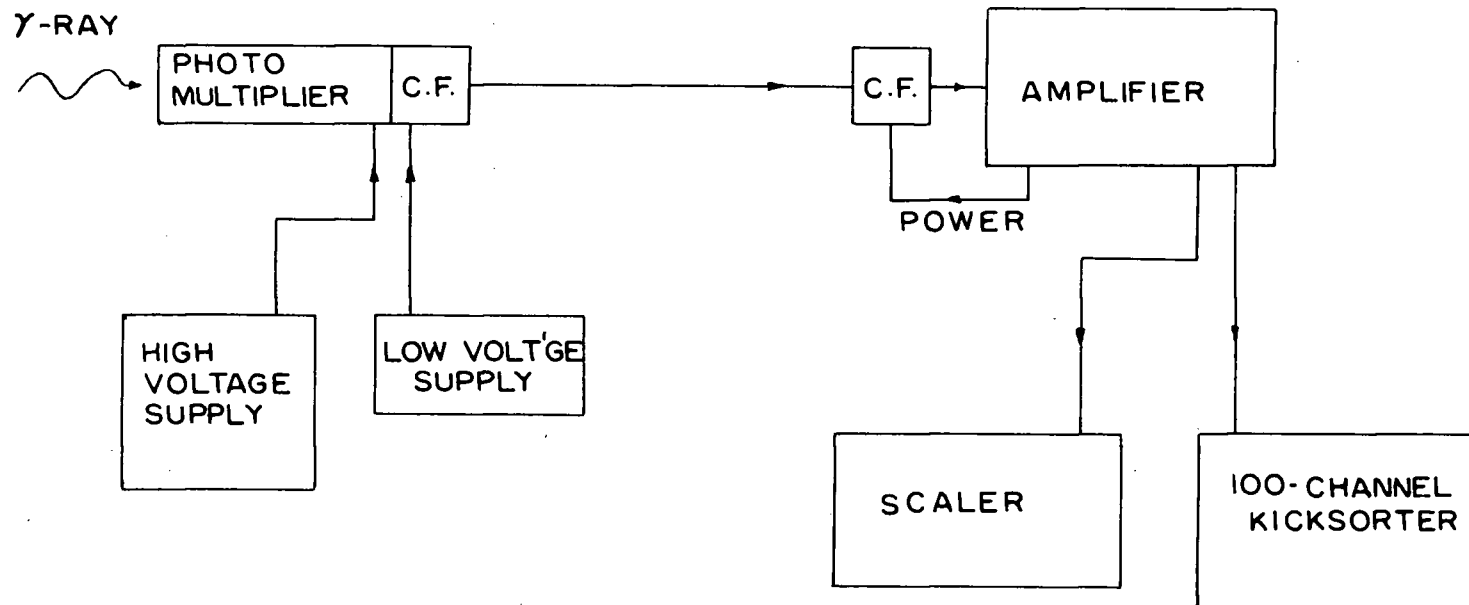 γ-RAY
PHOTO
MULTIPLIER
C.F.
C.F.
AMPLIFIER
POWER
HIGH
VOLTAGE
SUPPLY
LOW VOLT'GE
SUPPLY
SCALER
100-CHANNEL
KICKSORTER